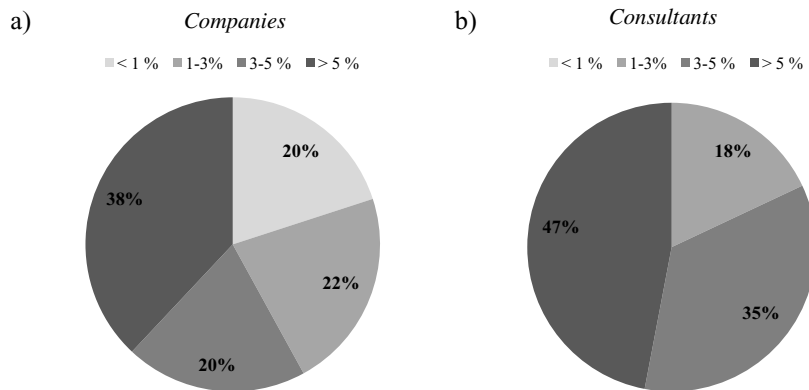 a)
Companies
< 1 % 1-3% 3-5 % > 5 %
20%
38%
22%
20%
b)
Consultants
< 1 % 1-3% 3-5 % > 5 %
18%
47%
35%